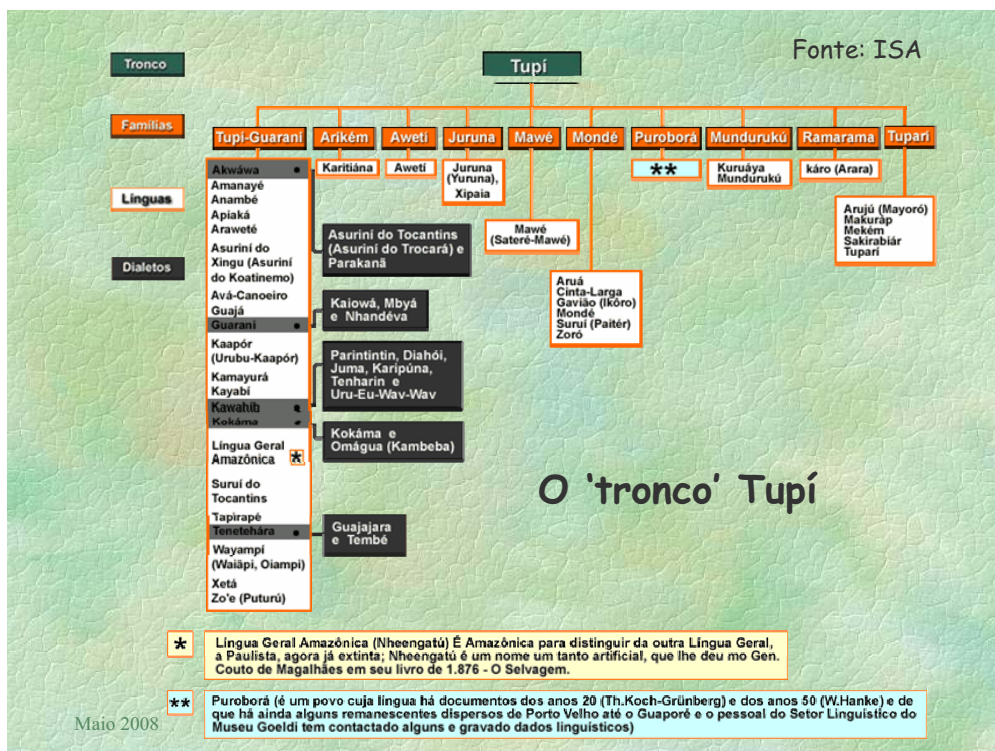 Fonte: ISA
Tronco
Tupí
Famílias
Tupi-Guaraní
Arikém
Awetí
Juruna
Mawé
Mondé
Puroborá
Mundurukú
Ramarama
Tuparí
Línguas
Dialetos
Akwáwa
Amanayé
Anambé
Apiaká
Araweté
Asuriní do
Xingu (Asuriní
do Koatinemo)
Avá-Canoeiro
Guajá
Guaraní
Kaapór
(Urubu-Kaapór)
Kamayurá
Kayabí
Kawahíb
Kokáma
Língua Geral
Amazônica *
Suruí do
Tocantins
Tapirapé
Tenetehára
Wayampí
(Waiãpi, Oiampi)
Xetá
Zo'e (Puturú)
Karitiána
Awetí
Juruna
(Yuruna),
Xipaia
Mawé
(Sateré-Mawé)
Aruá
Cinta-Larga
Gavião (Ikôro)
Mondé
Suruí (Paitér)
Zoró
**
Kuruáya
Mundurukú
káro (Arara)
Arujú (Mayoró)
Makuráp
Mekém
Sakirabiár
Tuparí
Asuriní do Tocantins
(Asuriní do Trocará) e
Parakanã
Kaiowá, Mbyá
e Nhandéva
Parintintin, Diahói,
Juma, Karipúna,
Tenharin e
Uru-Eu-Wav-Wav
Kokáma e
Omágua (Kambeba)
Guajajara
e Tembé
O ‘tronco’ Tupí
* Língua Geral Amazônica (Nheengatú) É Amazônica para distinguir da outra Língua Geral,
a Paulista, agora já extinta; Nheengatú é um nome um tanto artificial, que lhe deu mo Gen.
Couto de Magalhães em seu livro de 1.876 - O Selvagem.
** Puroborá (é um povo cuja língua há documentos dos anos 20 (Th.Koch-Grünberg) e dos anos 50 (W.Hanke) e de
que há ainda alguns remanescentes dispersos de Porto Velho até o Guaporé e o pessoal do Setor Linguístico do
Museu Goeldi tem contactado alguns e gravado dados linguísticos)
Maio 2008